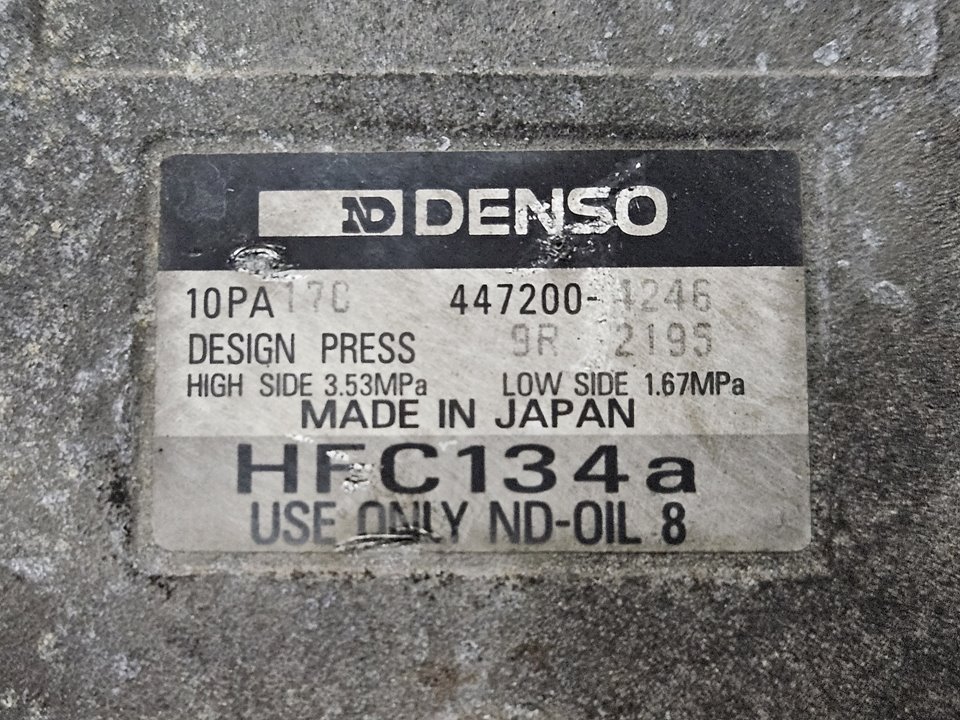 ND DENSO
10PA17C 447200-4246
DESIGN PRESS 9R 2195
HIGH SIDE 3.53MPa LOW SIDE 1.67MPa
MADE IN JAPAN
HFC134a
USE ONLY ND-OIL 8